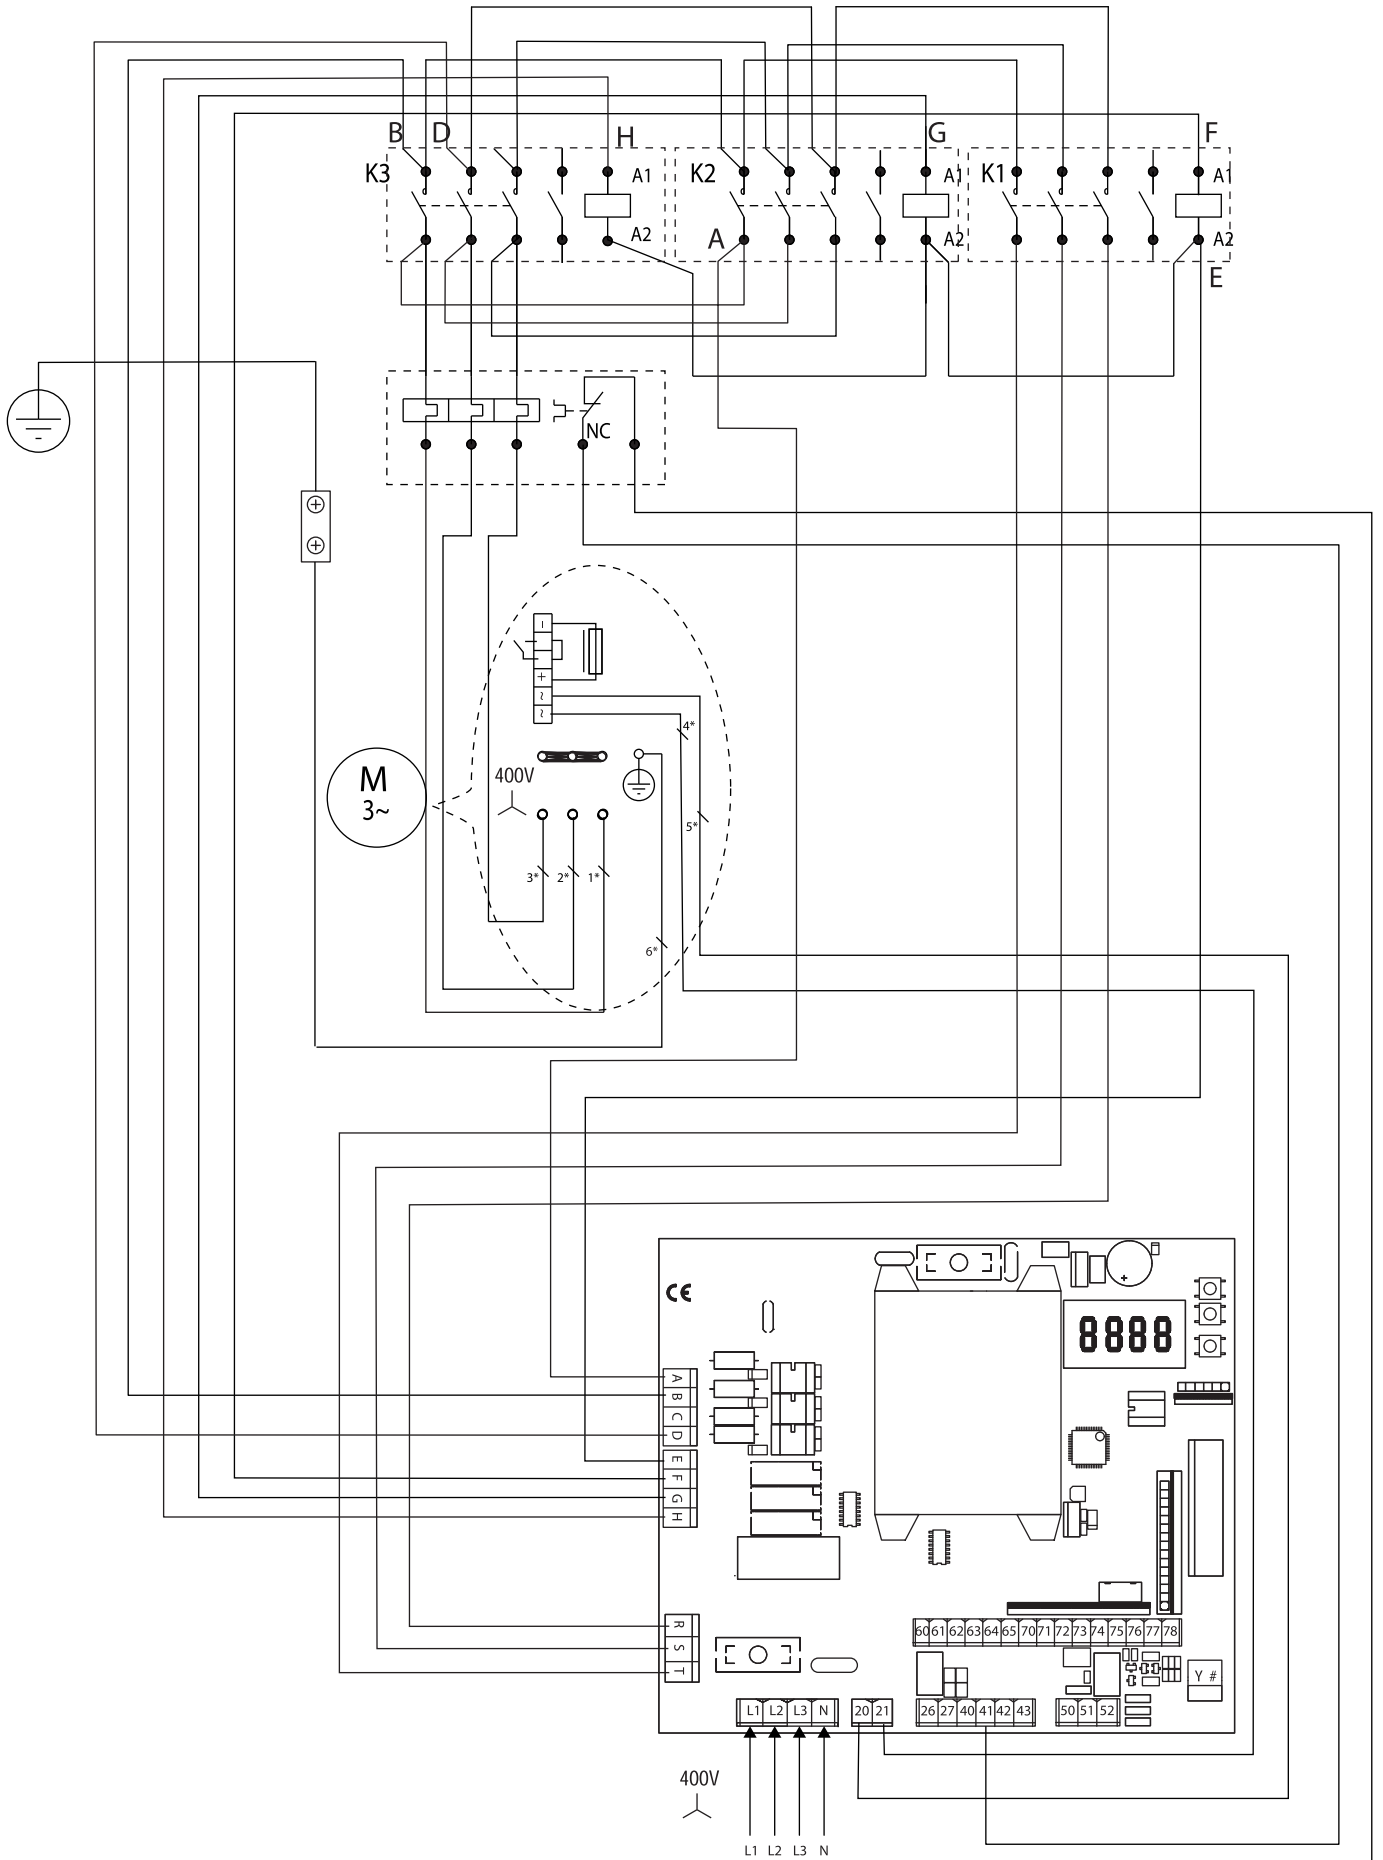 B D H G F
K3 A1 K2 A1 K1 A1
A2 A A2 A2
E
NC
–
+
~
~
4*
400V
M
3~
5*
3* 2* 1*
6*
CE
8888
A
B
C
D
E
F
G
H
R
S
T
60 61 62 63 64 65 70 71 72 73 74 75 76 77 78
Y #
L1 L2 L3 N 20 21 26 27 40 41 42 43 50 51 52
400V
L1 L2 L3 N